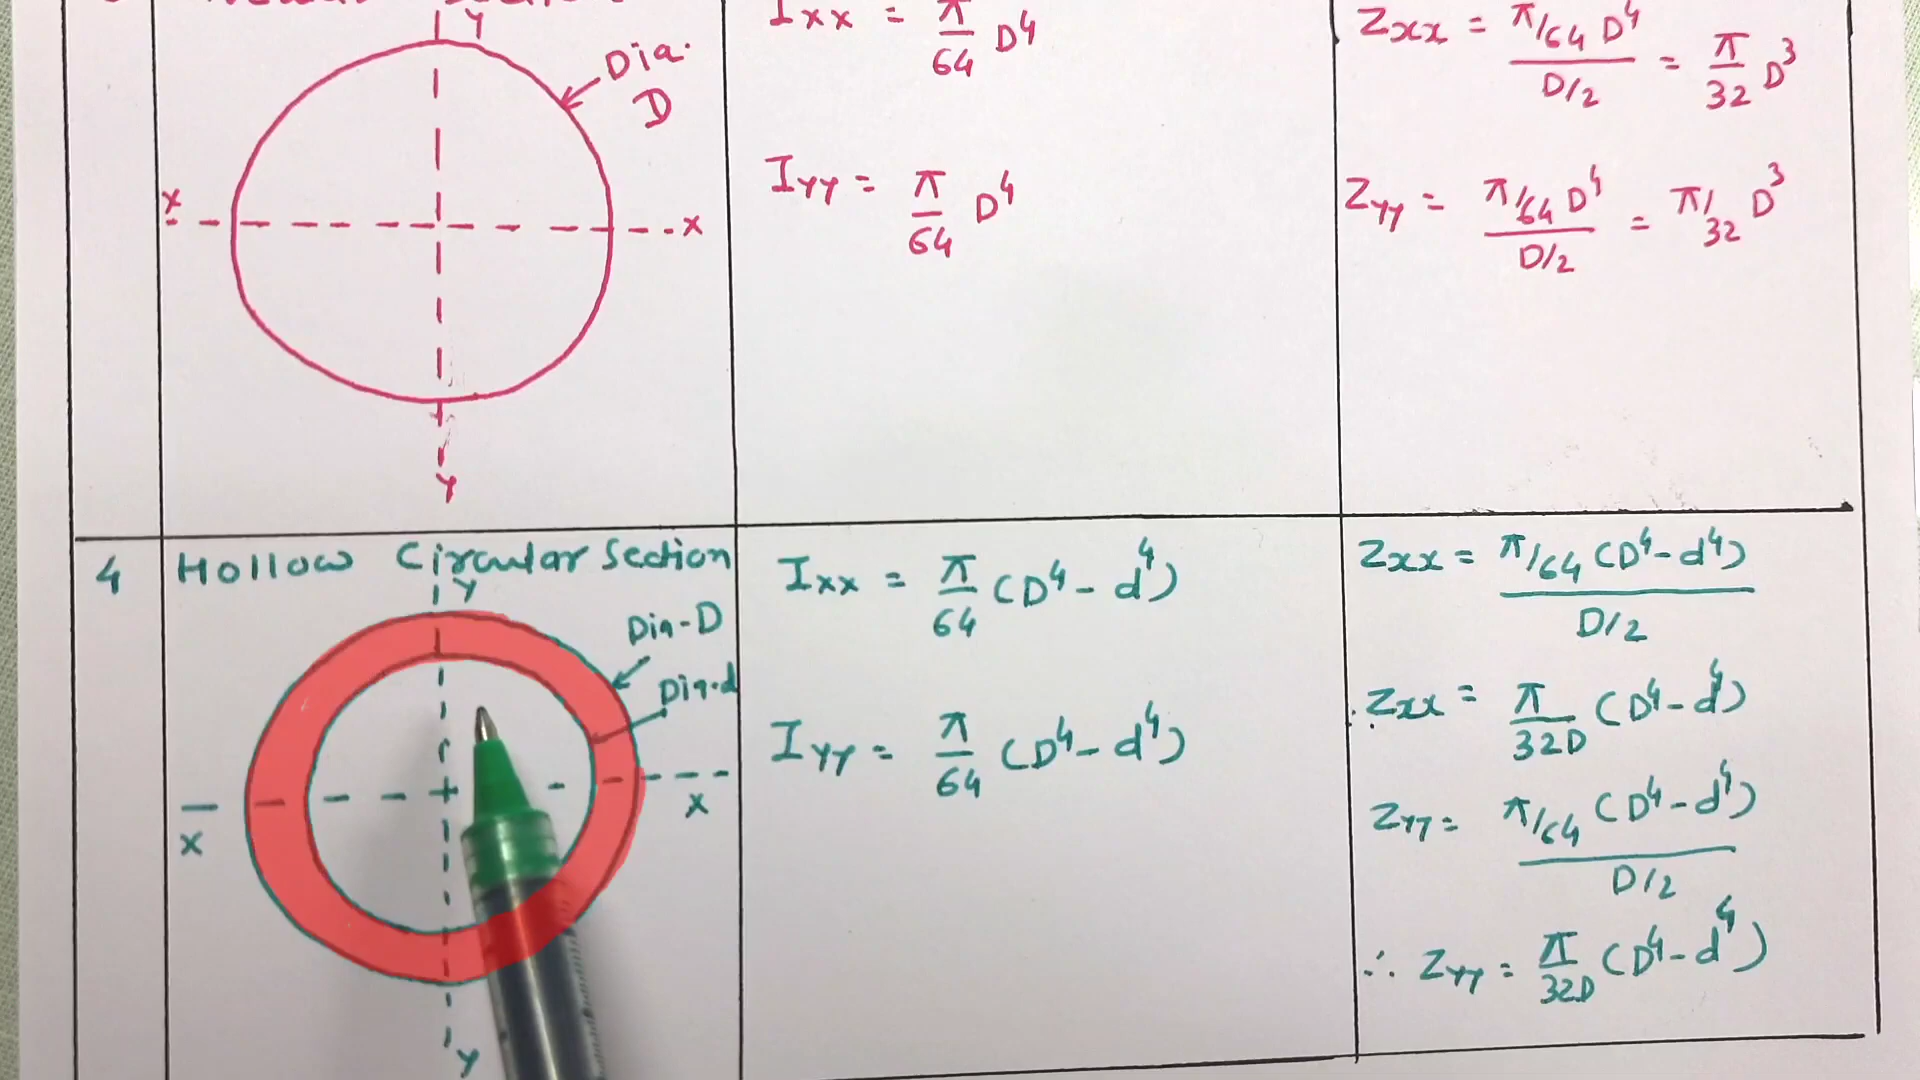 Y
Dia.
D
x
x
Y
Ixx = π/64 D⁴
Iyy = π/64 D⁴
Zxx = π/64 D⁴ / D/2 = π/32 D³
Zyy = π/64 D⁴ / D/2 = π/32 D³
4 Hollow Circular Section
Y
Dia-D
Dia.d
x
x
Y
Ixx = π/64 (D⁴ - d⁴)
Iyy = π/64 (D⁴ - d⁴)
Zxx = π/64 (D⁴ - d⁴) / D/2
∴ Zxx = π/32D (D⁴ - d⁴)
Zyy = π/64 (D⁴ - d⁴) / D/2
∴ Zyy = π/32D (D⁴ - d⁴)